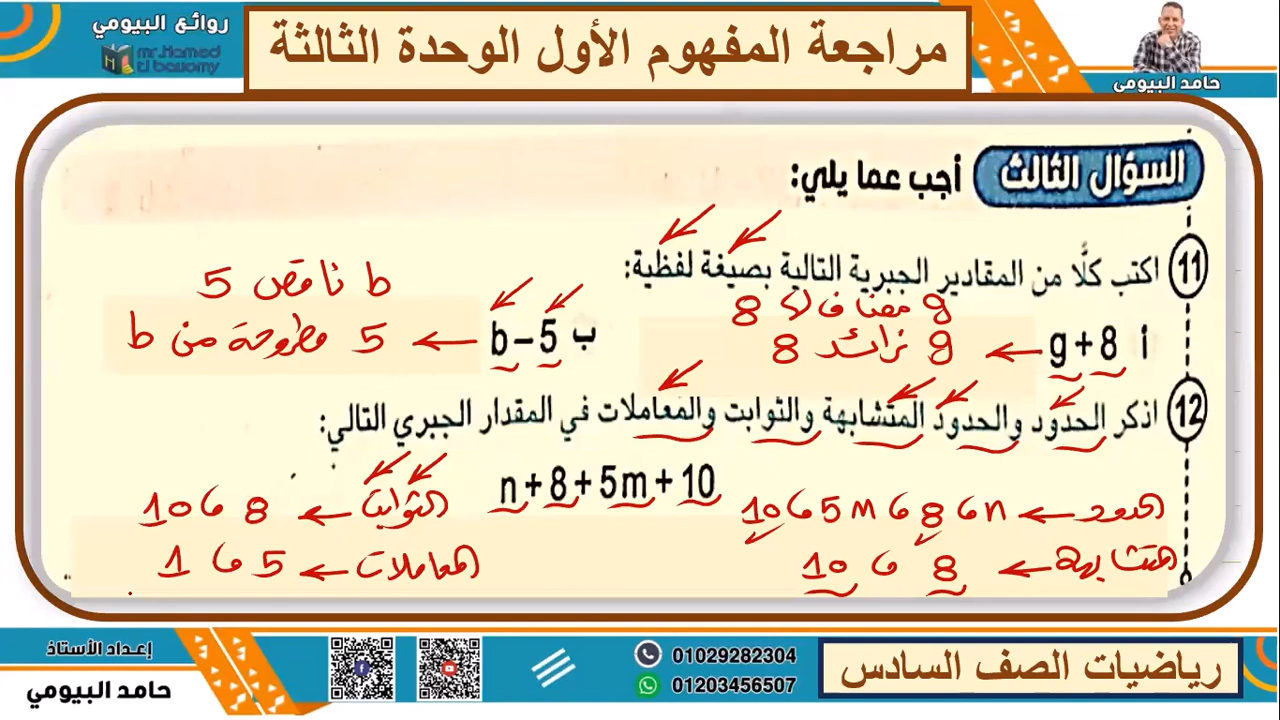 روائع البيومي
mr.Hamed
El bauomy
مراجعة المفهوم الأول الوحدة الثالثة
حامد البيومى
السؤال الثالث أجب عما يلي:
11 اكتب كلًّا من المقادير الجبرية التالية بصيغة لفظية:
أ g + 8 ← g زائد 8
g مضاف لها 8
ب b – 5 ← 5 مطروحة من b
b ناقص 5
12 اذكر الحدود والحدود المتشابهة والثوابت والمعاملات في المقدار الجبري التالي:
n + 8 + 5m + 10
الحدود ← n ، 8 ، 5m ، 10
المتشابهة ← 8 ، 10
الثوابت ← 8 ، 10
المعاملات ← 5 ، 1
رياضيات الصف السادس
01029282304
01203456507
إعداد الأستاذ
حامد البيومي